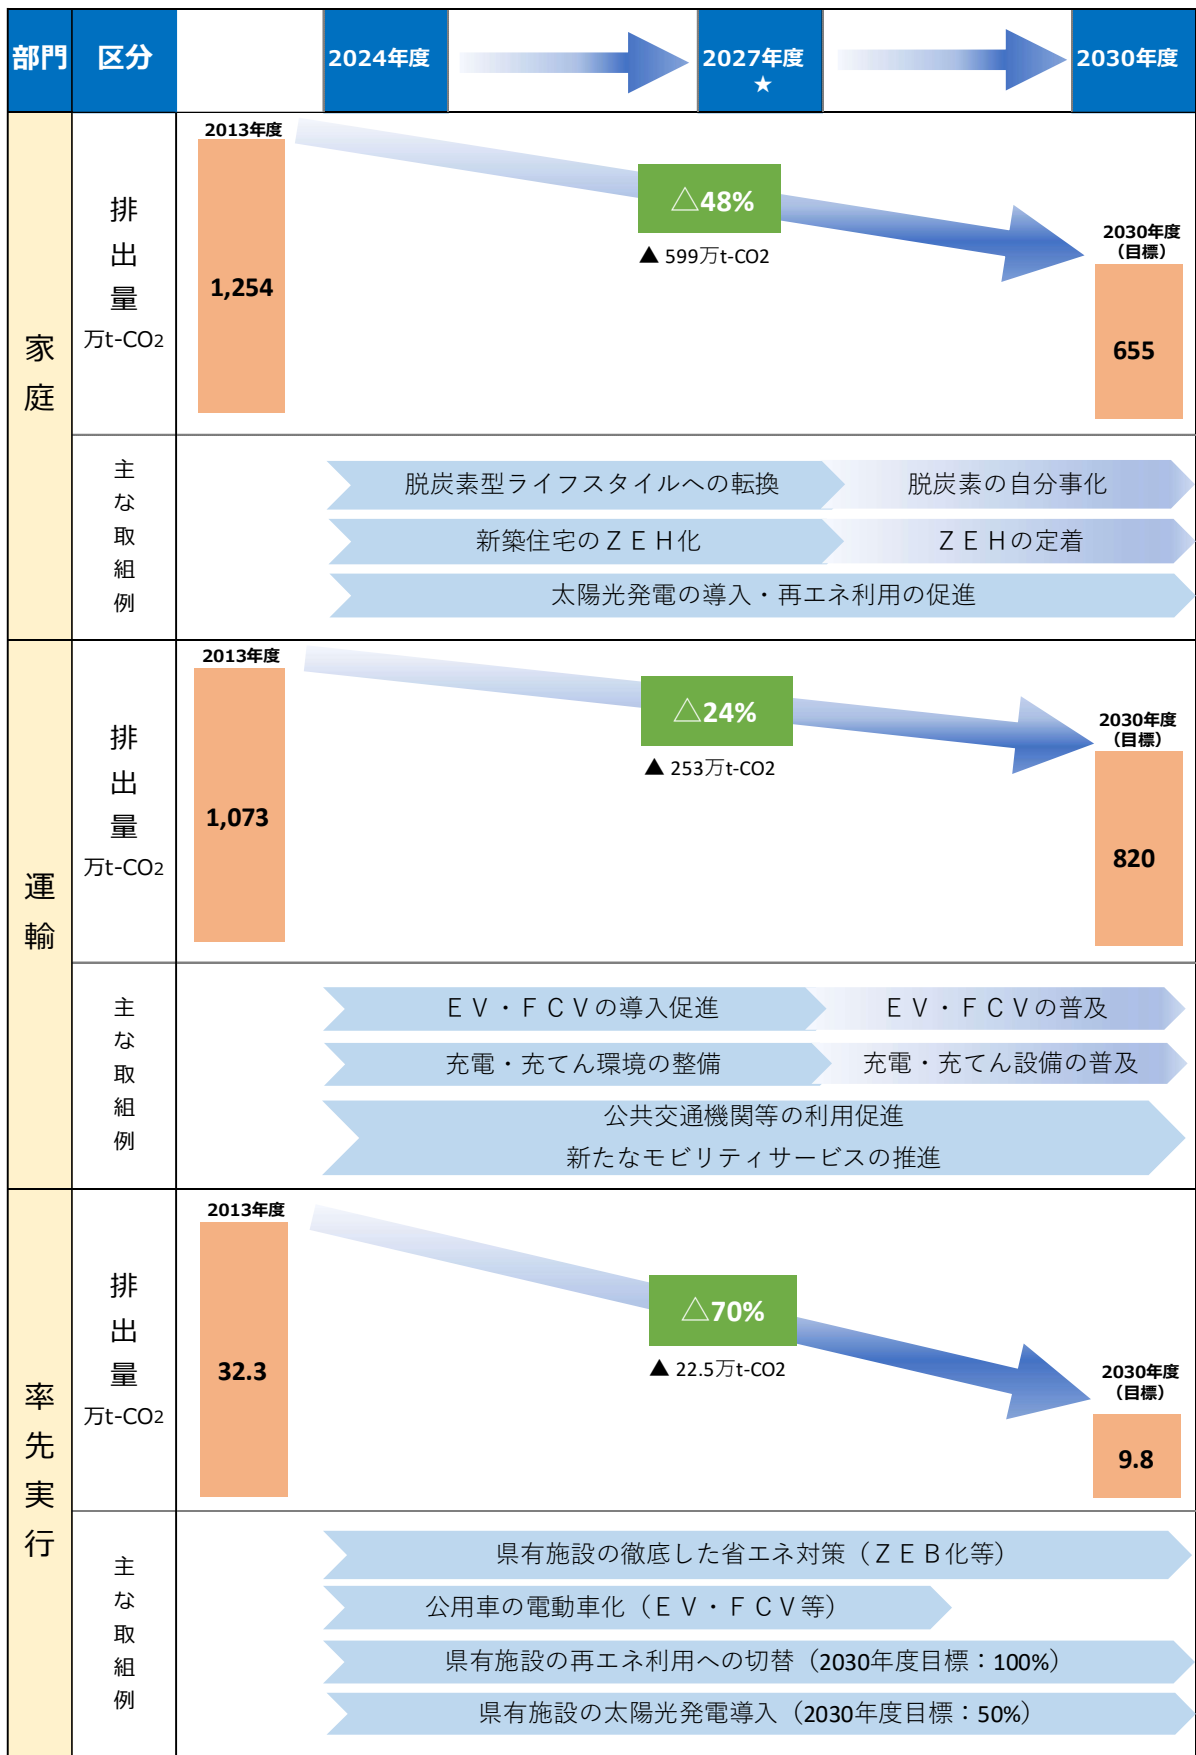 部門
区分
2024年度
2027年度
★
2030年度
家庭
排出量
万t-CO2
2013年度
1,254
△48%
▲ 599万t-CO2
2030年度
（目標）
655
主な取組例
脱炭素型ライフスタイルへの転換
脱炭素の自分事化
新築住宅のＺＥＨ化
ＺＥＨの定着
太陽光発電の導入・再エネ利用の促進
運輸
排出量
万t-CO2
2013年度
1,073
△24%
▲ 253万t-CO2
2030年度
（目標）
820
主な取組例
ＥＶ・ＦＣＶの導入促進
ＥＶ・ＦＣＶの普及
充電・充てん環境の整備
充電・充てん設備の普及
公共交通機関等の利用促進
新たなモビリティサービスの推進
率先実行
排出量
万t-CO2
2013年度
32.3
△70%
▲ 22.5万t-CO2
2030年度
（目標）
9.8
主な取組例
県有施設の徹底した省エネ対策（ＺＥＢ化等）
公用車の電動車化（ＥＶ・ＦＣＶ等）
県有施設の再エネ利用への切替（2030年度目標：100%）
県有施設の太陽光発電導入（2030年度目標：50%）